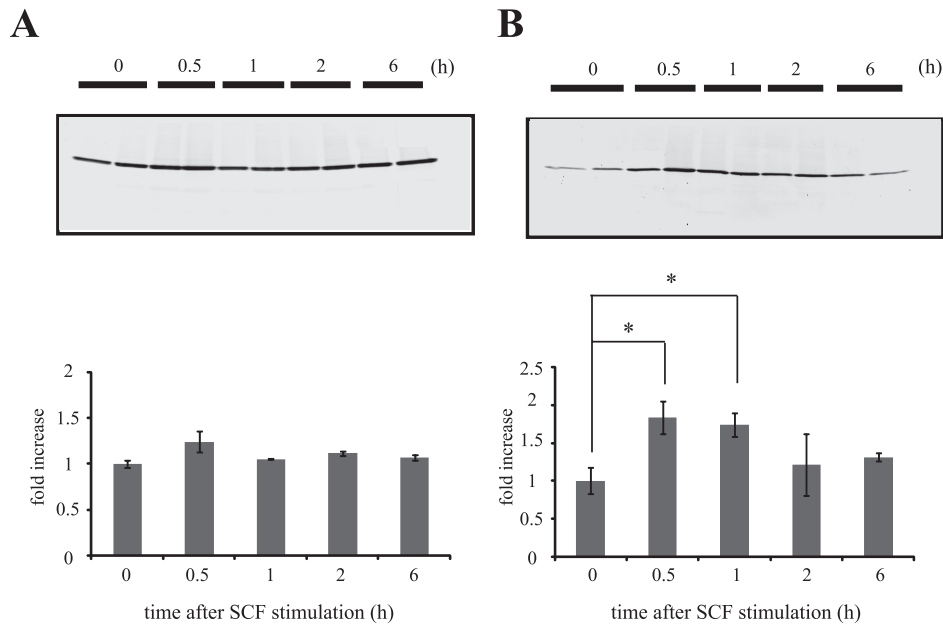 A
0 0.5 1 2 6 (h)
2
1.5
1
0.5
0
fold increase
0 0.5 1 2 6
time after SCF stimulation (h)
B
0 0.5 1 2 6 (h)
*
*
2.5
2
1.5
1
0.5
0
fold increase
0 0.5 1 2 6
time after SCF stimulation (h)